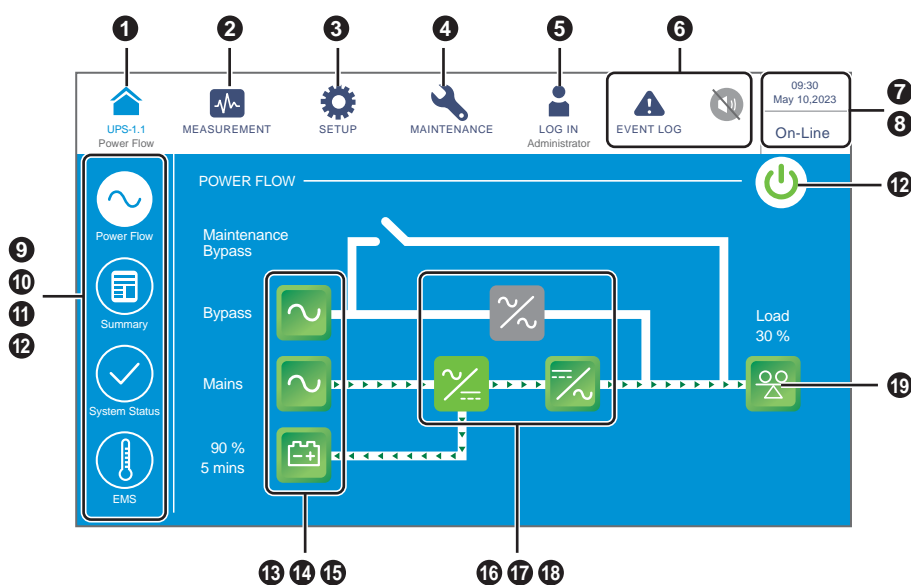 1 2 3 4 5 6
UPS-1.1
Power Flow
MEASUREMENT
SETUP
MAINTENANCE
LOG IN
Administrator
EVENT LOG
09:30
May 10,2023
On-Line
7
8
POWER FLOW
12
Power Flow
Summary
System Status
EMS
9
10
11
12
Maintenance
Bypass
Bypass
Mains
90 %
5 mins
Load
30 %
19
13 14 15
16 17 18